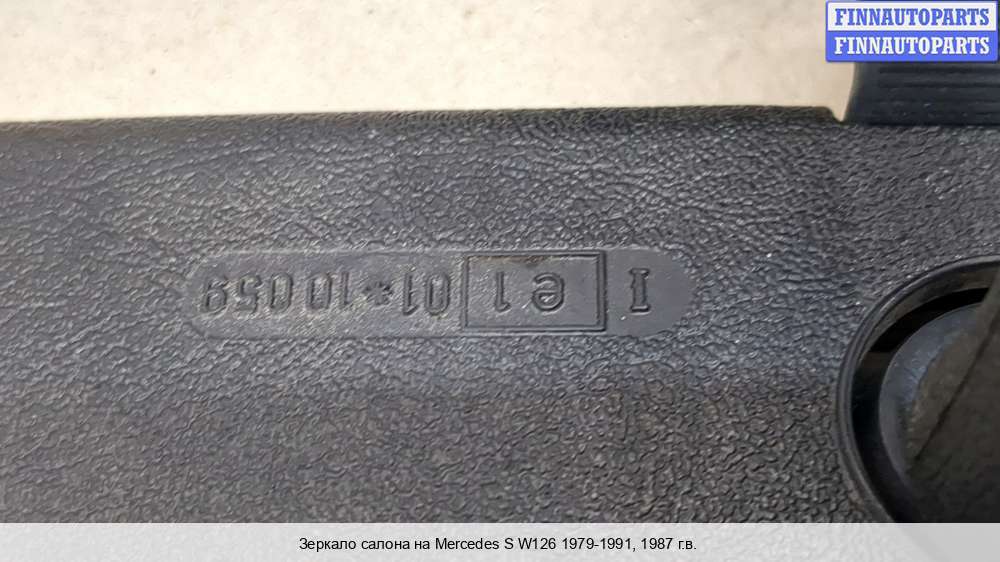 FINNAUTOPARTS
FINNAUTOPARTS
I e1 01*10059
Зеркало салона на Mercedes S W126 1979-1991, 1987 г.в.